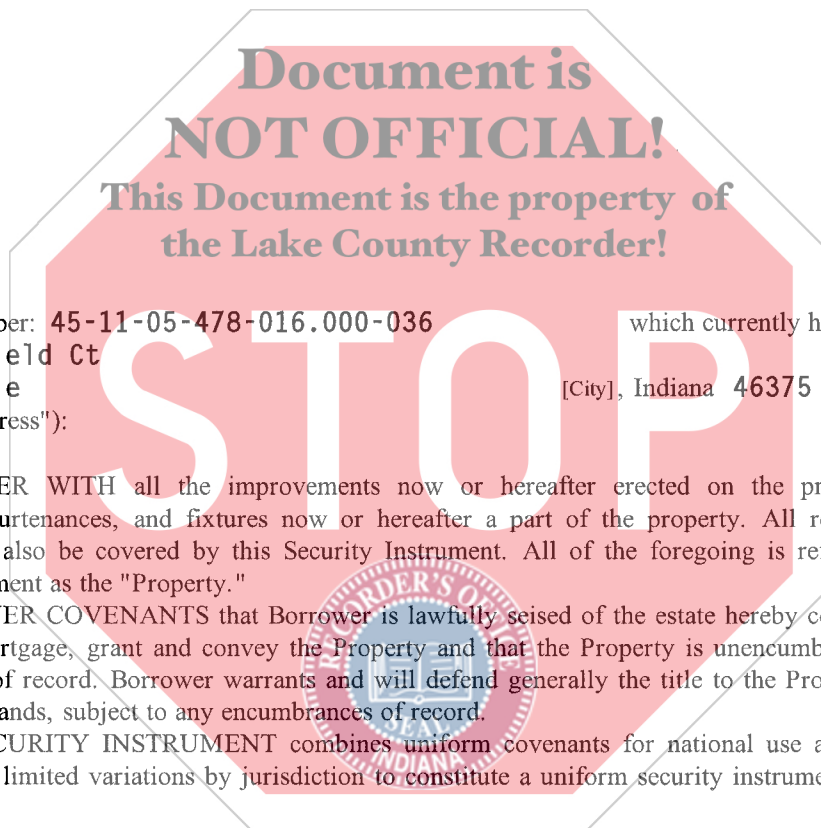 Document is
NOT OFFICIAL!
This Document is the property of
the Lake County Recorder!
STOP
ber: 45-11-05-478-016.000-036 which currently h
eld Ct
e [City], Indiana 46375
ress"):
ER WITH all the improvements now or hereafter erected on the pr
urtenances, and fixtures now or hereafter a part of the property. All r
also be covered by this Security Instrument. All of the foregoing is re
ment as the "Property."
ER COVENANTS that Borrower is lawfully seised of the estate hereby c
rtgage, grant and convey the Property and that the Property is unencumb
of record. Borrower warrants and will defend generally the title to the Pro
ands, subject to any encumbrances of record.
CURITY INSTRUMENT combines uniform covenants for national use a
limited variations by jurisdiction to constitute a uniform security instrume
RECORDER'S OFFICE
SEAL
INDIANA